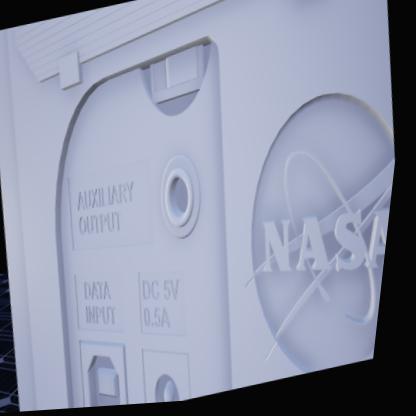 AUXILIARY
OUTPUT
DATA
INPUT
DC 5V
0.5A
NASA